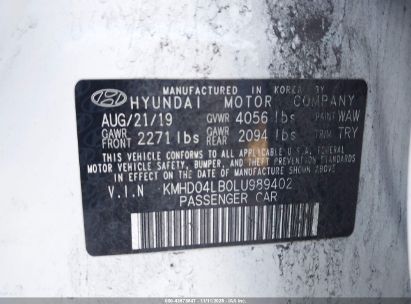 MANUFACTURED IN KOREA BY
HYUNDAI MOTOR COMPANY
AUG/21/19 GVWR 4056 lbs PAINT WAW
GAWR FRONT 2271 lbs GAWR REAR 2094 lbs TRIM TRY
THIS VEHICLE CONFORMS TO ALL APPLICABLE FEDERAL
MOTOR VEHICLE SAFETY, BUMPER, AND THEFT PREVENTION STANDARDS
IN EFFECT ON THE DATE OF MANUFACTURE SHOWN ABOVE.
V.I.N KMHD04LB0LU989402
PASSENGER CAR